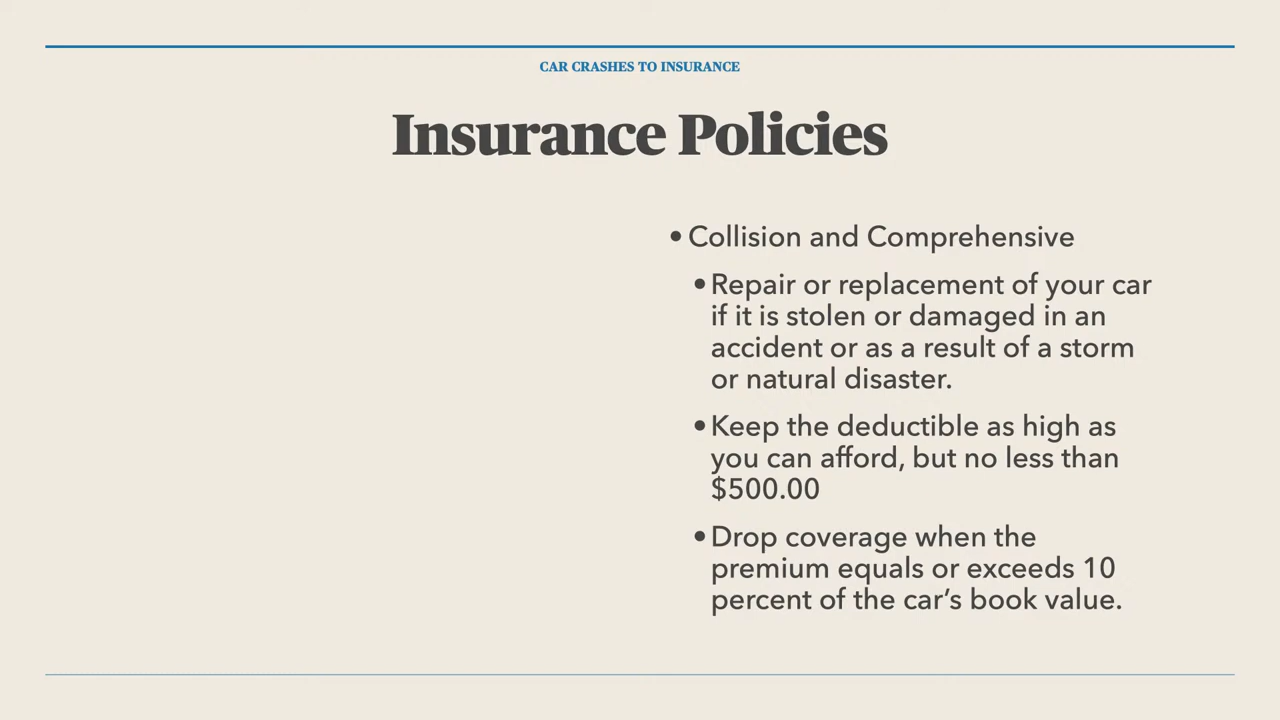 CAR CRASHES TO INSURANCE
Insurance Policies
• Collision and Comprehensive
• Repair or replacement of your car
if it is stolen or damaged in an
accident or as a result of a storm
or natural disaster.
• Keep the deductible as high as
you can afford, but no less than
$500.00
• Drop coverage when the
premium equals or exceeds 10
percent of the car’s book value.